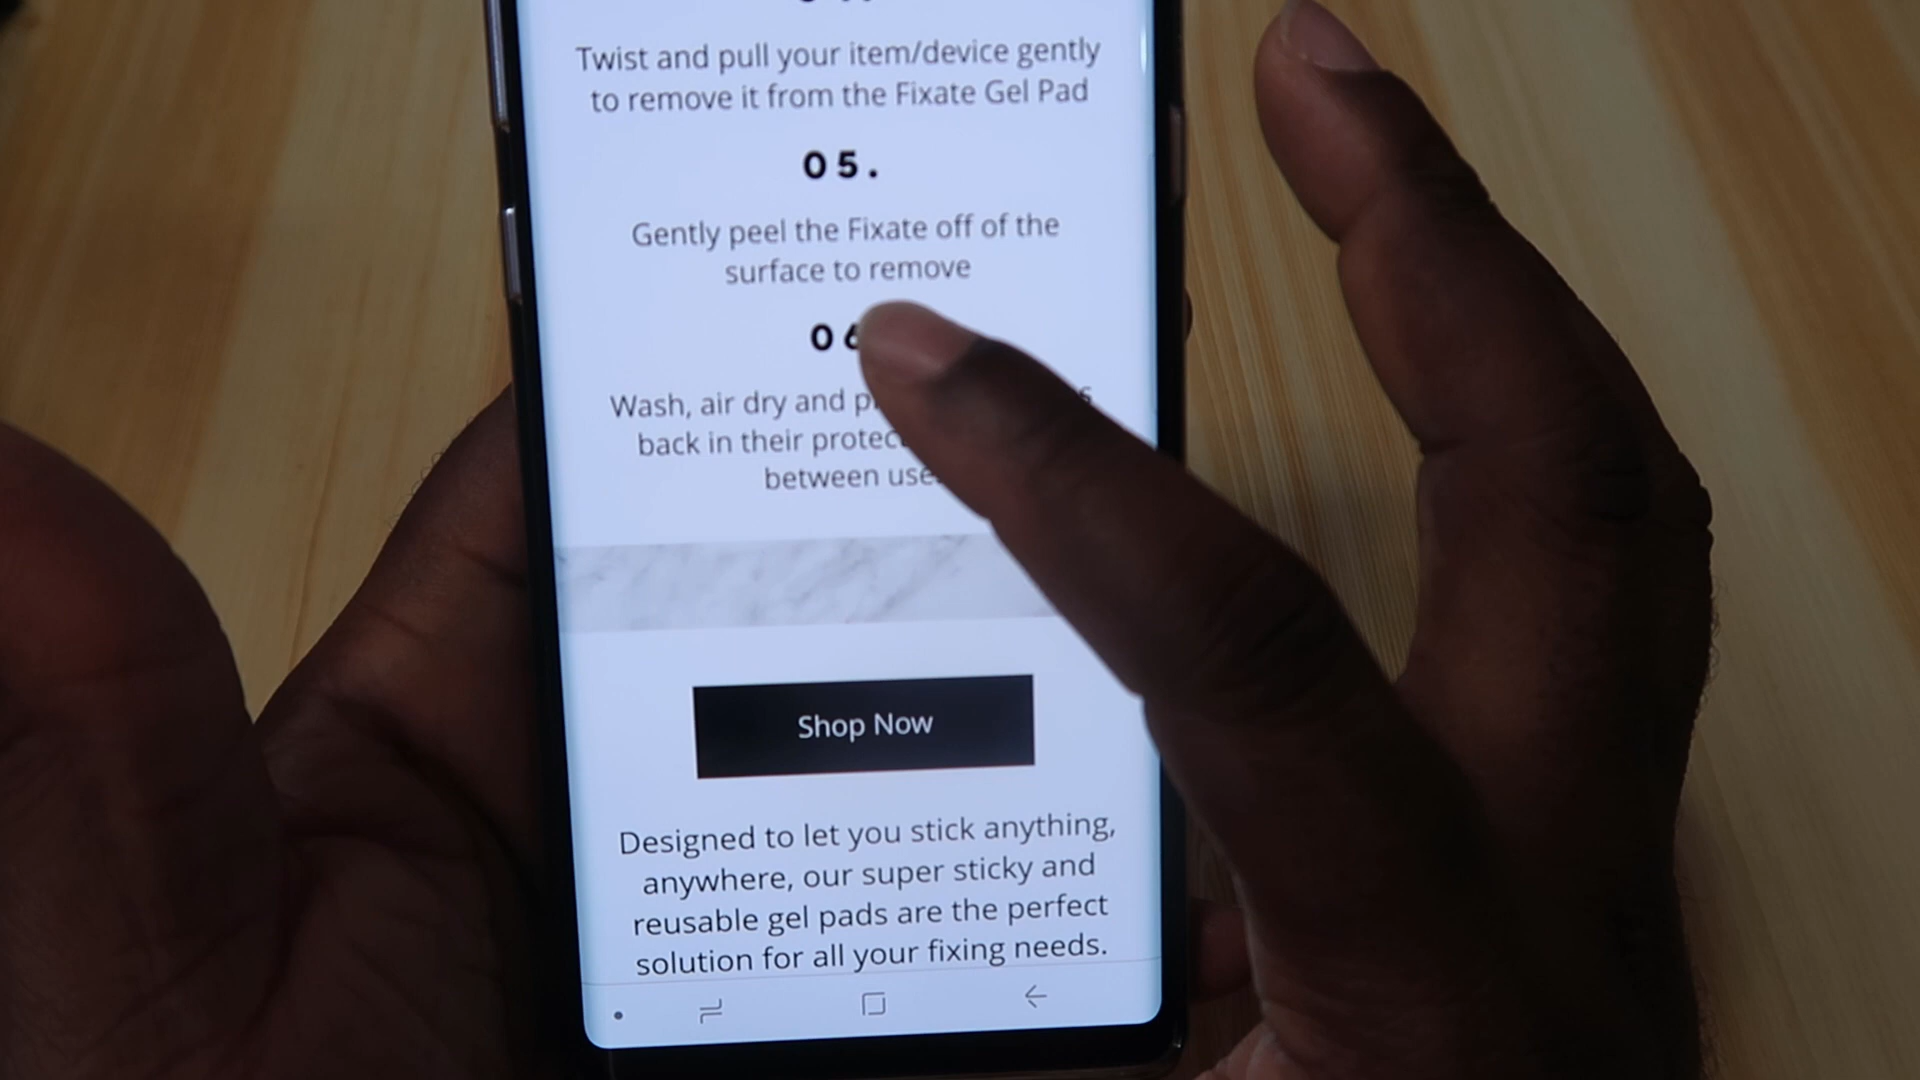 Twist and pull your item/device gently
to remove it from the Fixate Gel Pad
05.
Gently peel the Fixate off of the
surface to remove
06
Wash, air dry and
back in their
between
Shop Now
Designed to let you stick anything,
anywhere, our super sticky and
reusable gel pads are the perfect
solution for all your fixing needs.